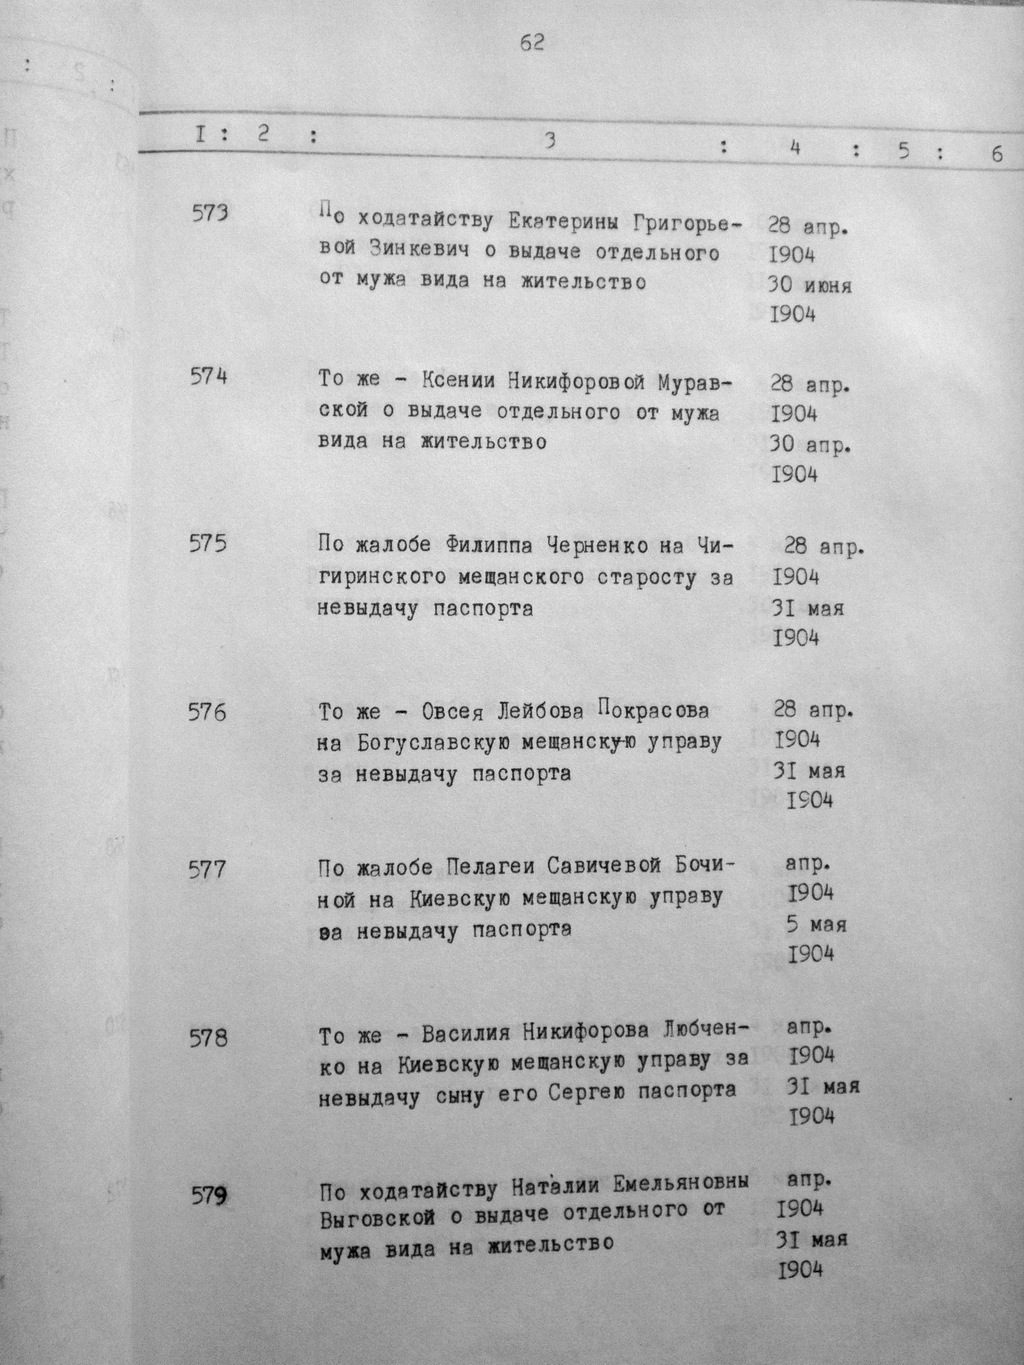 62
I : 2 : 3 : 4 : 5 : 6
573 По ходатайству Екатерины Григорье- 28 апр.
вой Зинкевич о выдаче отдельного 1904
от мужа вида на жительство 30 июня
1904
574 То же - Ксении Никифоровой Мурав- 28 апр.
ской о выдаче отдельного от мужа 1904
вида на жительство 30 апр.
1904
575 По жалобе Филиппа Черненко на Чи- 28 апр.
гиринского мещанского старосту за 1904
невыдачу паспорта 31 мая
1904
576 То же - Овсея Лейбова Покрасова 28 апр.
на Богуславскую мещанскую управу 1904
за невыдачу паспорта 31 мая
1904
577 По жалобе Пелагеи Савичевой Бочи- апр.
ной на Киевскую мещанскую управу 1904
за невыдачу паспорта 5 мая
1904
578 То же - Василия Никифорова Любчен- апр.
ко на Киевскую мещанскую управу за 1904
невыдачу сыну его Сергею паспорта 31 мая
1904
579 По ходатайству Наталии Емельяновны апр.
Выговской о выдаче отдельного от 1904
мужа вида на жительство 31 мая
1904